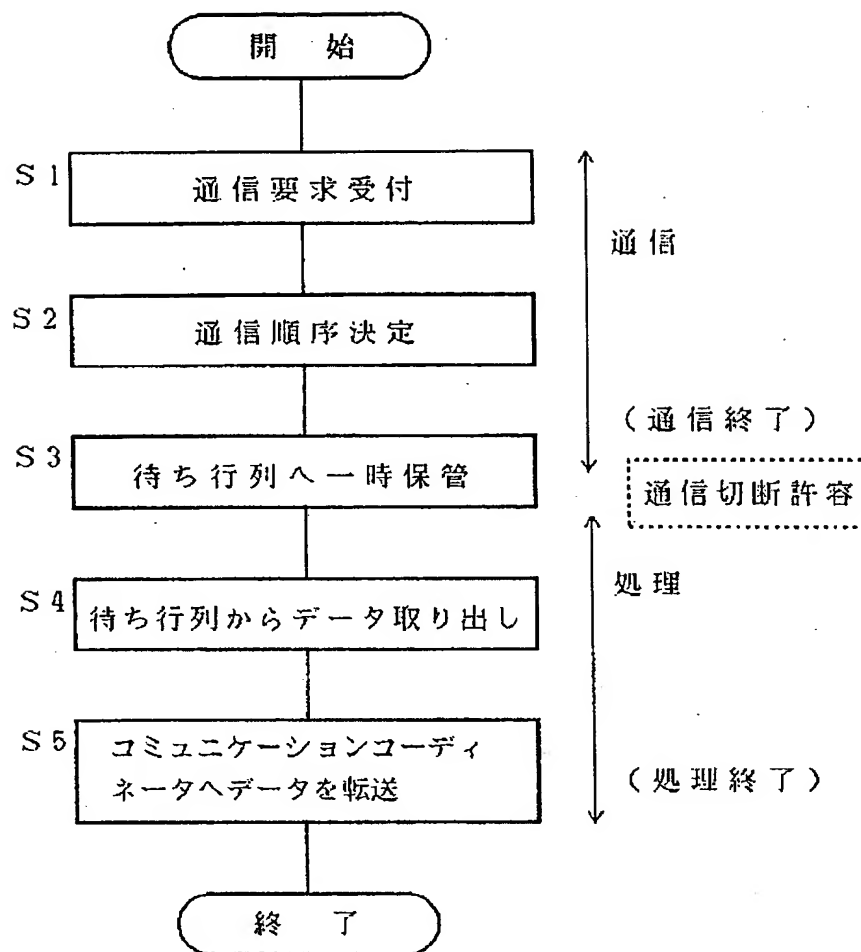 開 始
S1
通信要求受付
通信
S2
通信順序決定
(通信終了)
S3
待ち行列へ一時保管
通信切断許容
処理
S4
待ち行列からデータ取り出し
S5
コミュニケーションコーディ
ネータへデータを転送
(処理終了)
終 了